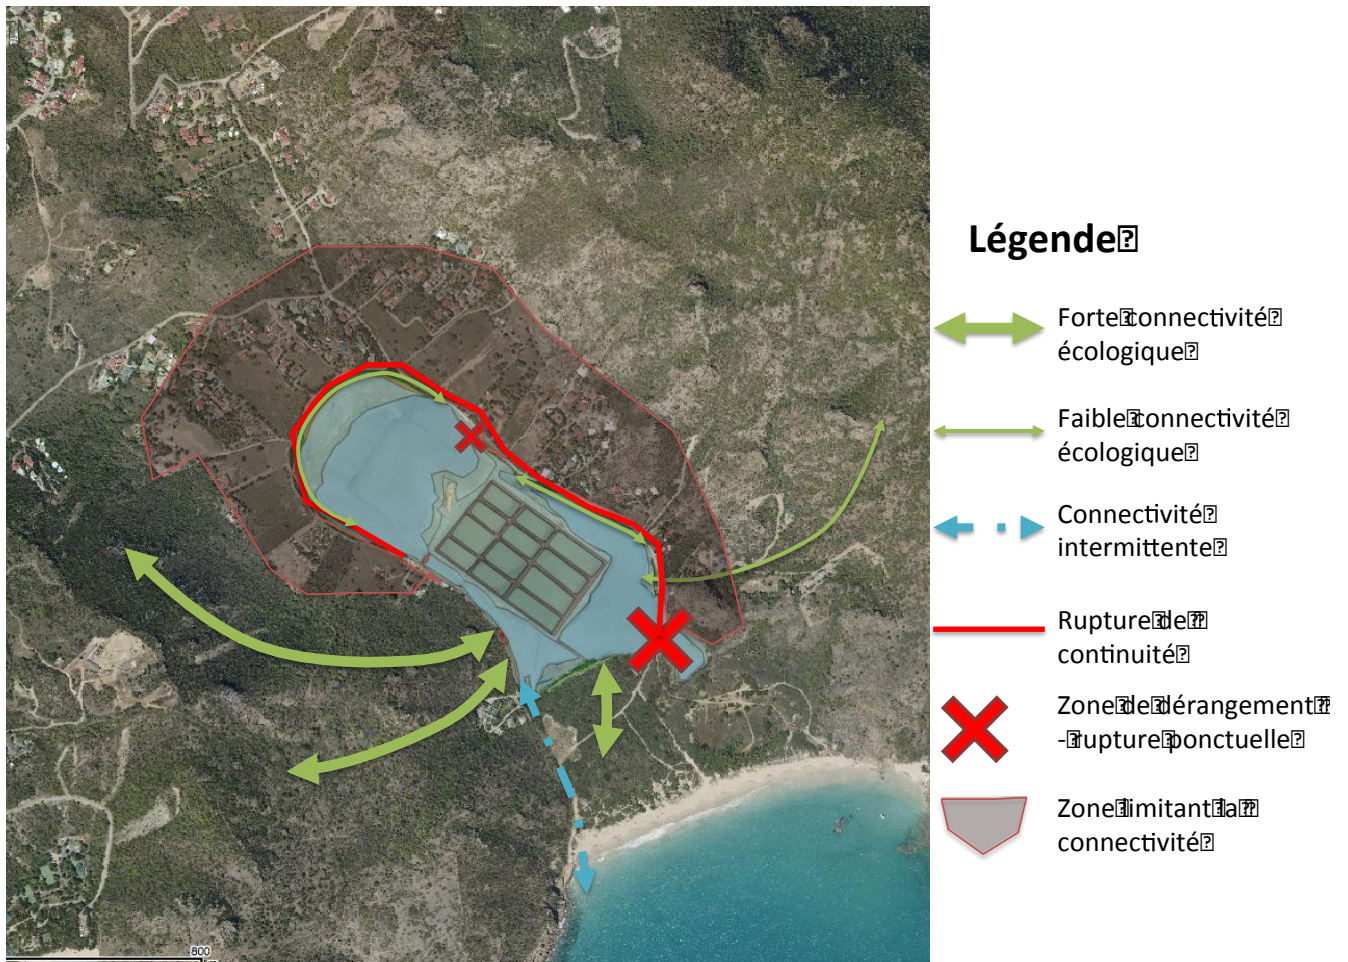 Légende
Forte connectivité
écologique
Faible connectivité
écologique
Connectivité
intermittente
Rupture de
continuité
Zone de dérangement
- rupture ponctuelle
Zone limitant la
connectivité
800